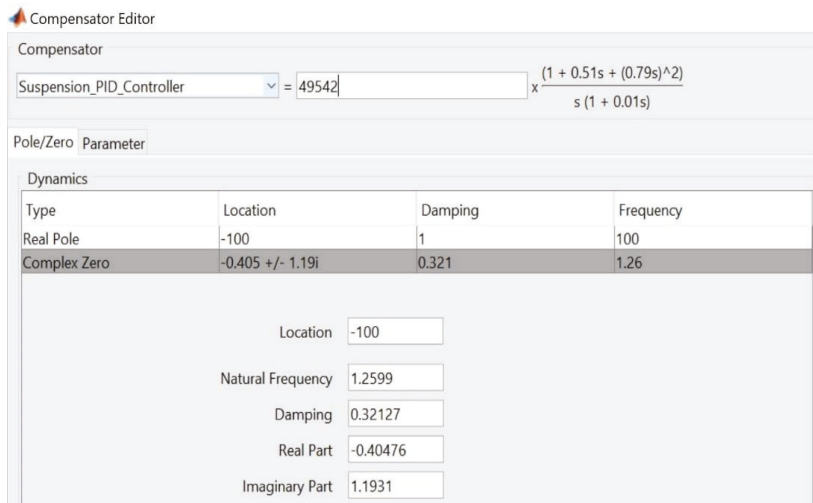 Compensator Editor
Compensator
Suspension_PID_Controller = 49542 x (1 + 0.51s + (0.79s)^2)
s (1 + 0.01s)
Pole/Zero Parameter
Dynamics
Type Location Damping Frequency
Real Pole -100 1 100
Complex Zero -0.405 +/- 1.19i 0.321 1.26
Location -100
Natural Frequency 1.2599
Damping 0.32127
Real Part -0.40476
Imaginary Part 1.1931